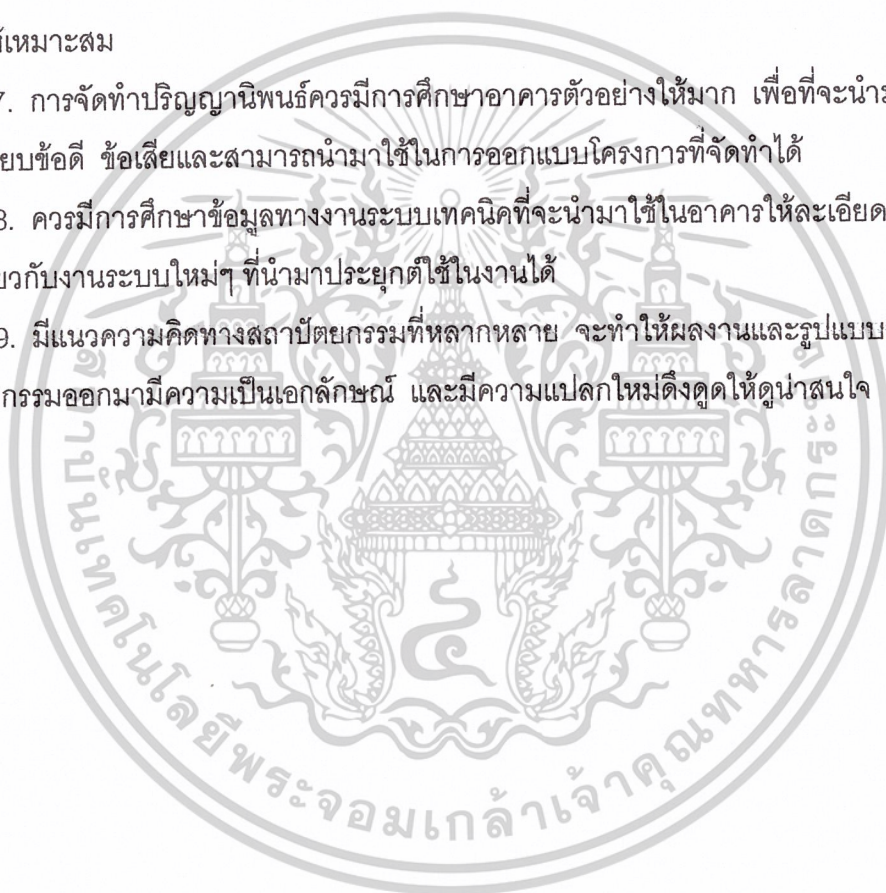 ให้เหมาะสม
7. การจัดทำปริญญานิพนธ์ควรมีการศึกษาอาคารตัวอย่างให้มาก เพื่อที่จะนำ
ข้อดี ข้อเสียและสามารถนำมาใช้ในการออกแบบโครงการที่จัดทำได้
8. ควรมีการศึกษาข้อมูลทางงานระบบเทคนิคที่จะนำมาใช้ในอาคารให้ละเอียด
กับงานระบบใหม่ๆ ที่นำมาประยุกต์ใช้ในงานได้
9. มีแนวความคิดทางสถาปัตยกรรมที่หลากหลาย จะทำให้ผลงานและรูปแบบ
กรรมออกมามีความเป็นเอกลักษณ์ และมีความแปลกใหม่ดึงดูดให้ดูน่าสนใจ
สถาบันเทคโนโลยีพระจอมเกล้าเจ้าคุณทหารลาดกระบัง